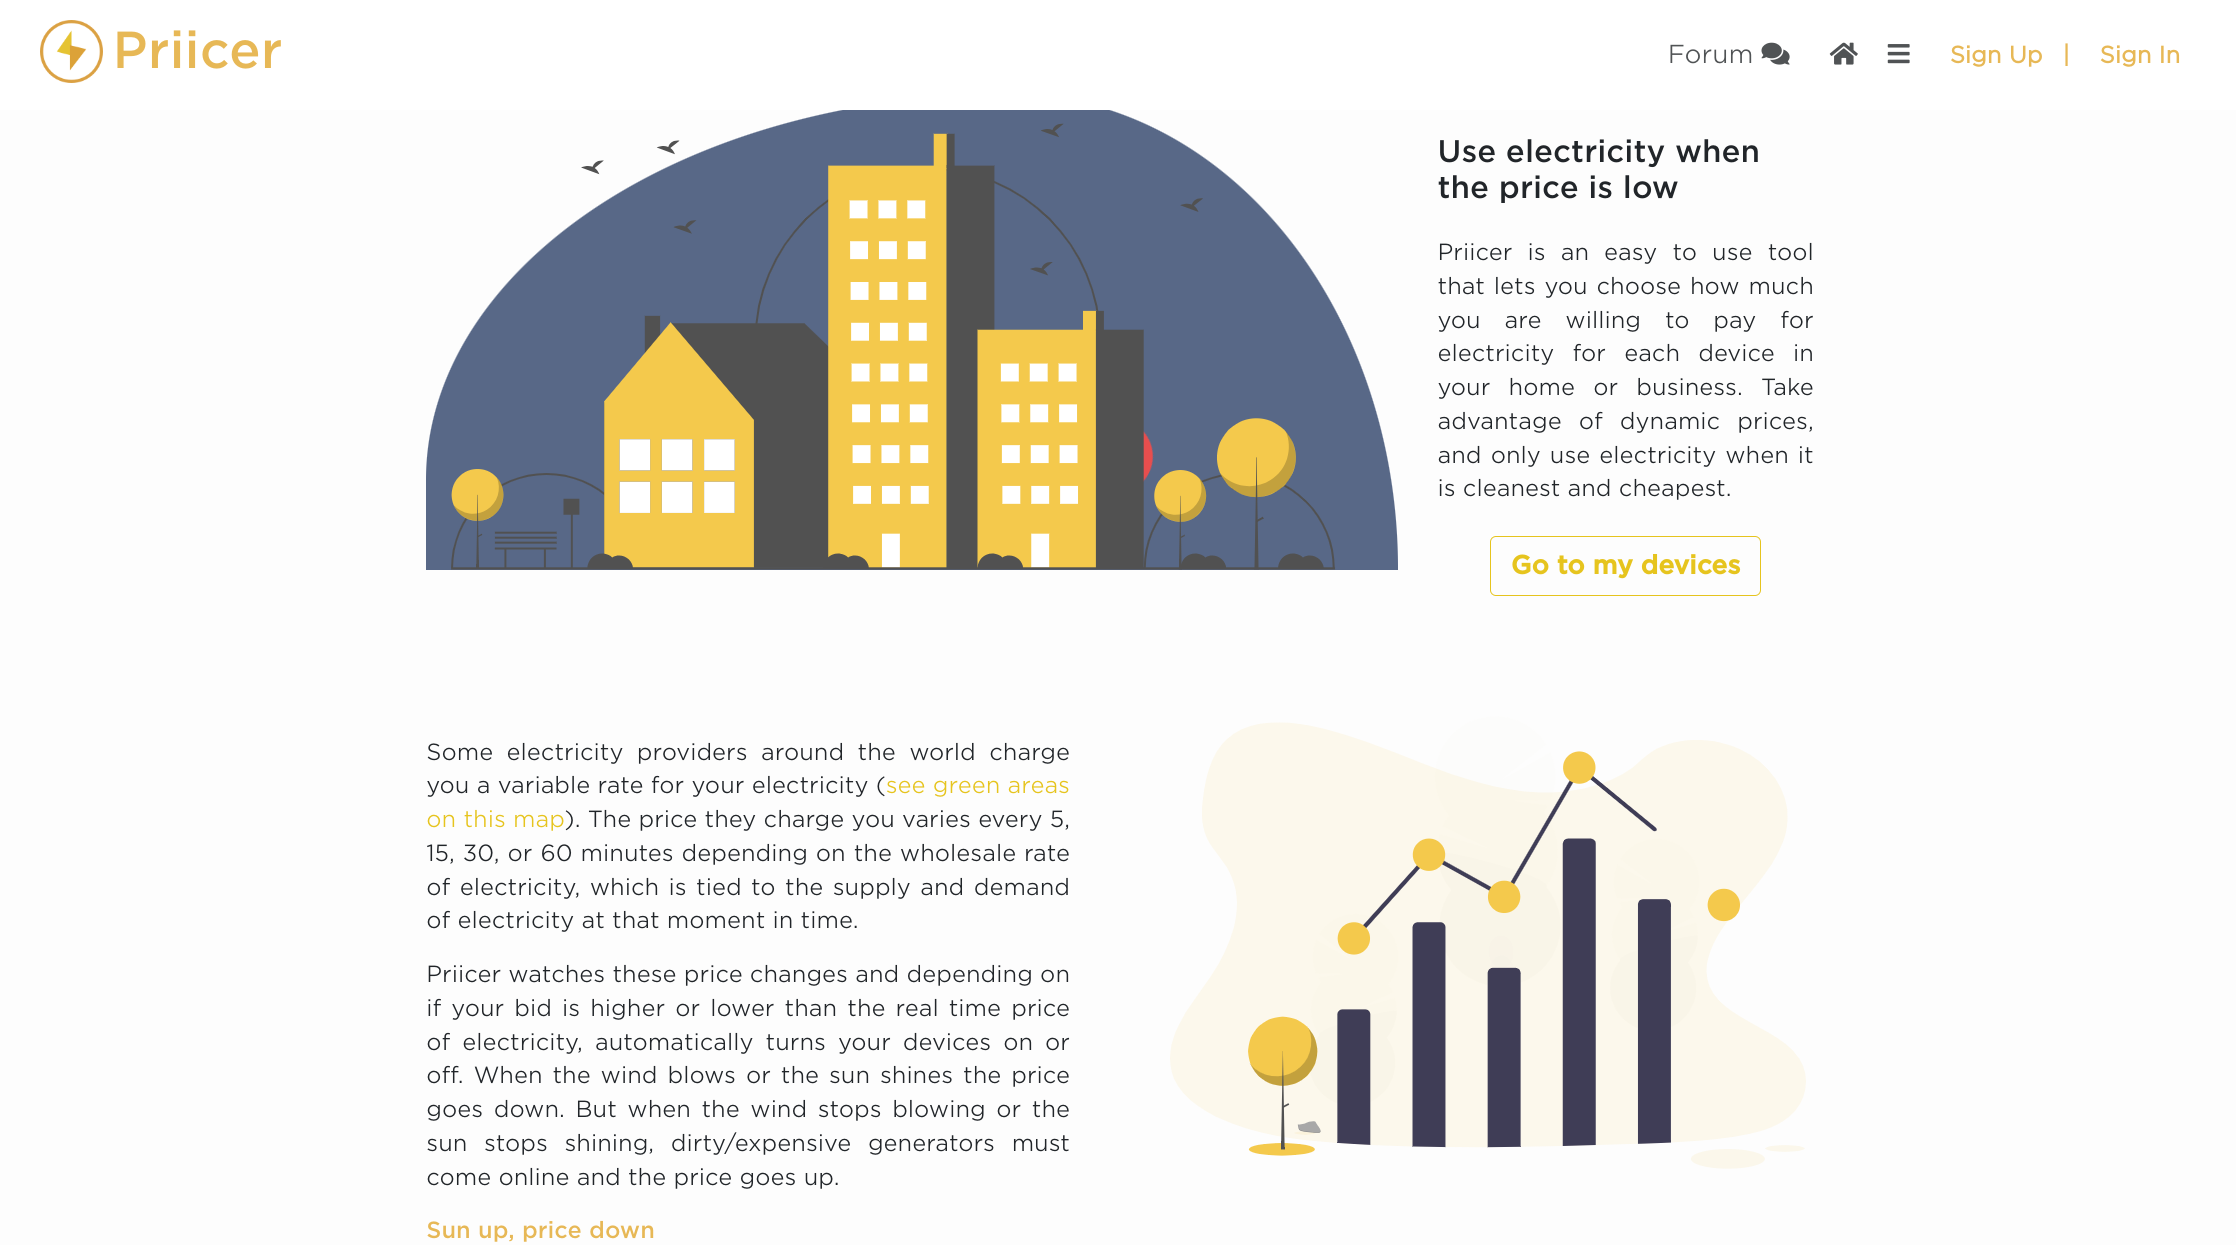 Priicer
Forum
Sign Up | Sign In
Use electricity when
the price is low
Priicer is an easy to use tool
that lets you choose how much
you are willing to pay for
electricity for each device in
your home or business. Take
advantage of dynamic prices,
and only use electricity when it
is cleanest and cheapest.
Go to my devices
Some electricity providers around the world charge
you a variable rate for your electricity (see green areas
on this map). The price they charge you varies every 5,
15, 30, or 60 minutes depending on the wholesale rate
of electricity, which is tied to the supply and demand
of electricity at that moment in time.
Priicer watches these price changes and depending on
if your bid is higher or lower than the real time price
of electricity, automatically turns your devices on or
off. When the wind blows or the sun shines the price
goes down. But when the wind stops blowing or the
sun stops shining, dirty/expensive generators must
come online and the price goes up.
Sun up, price down